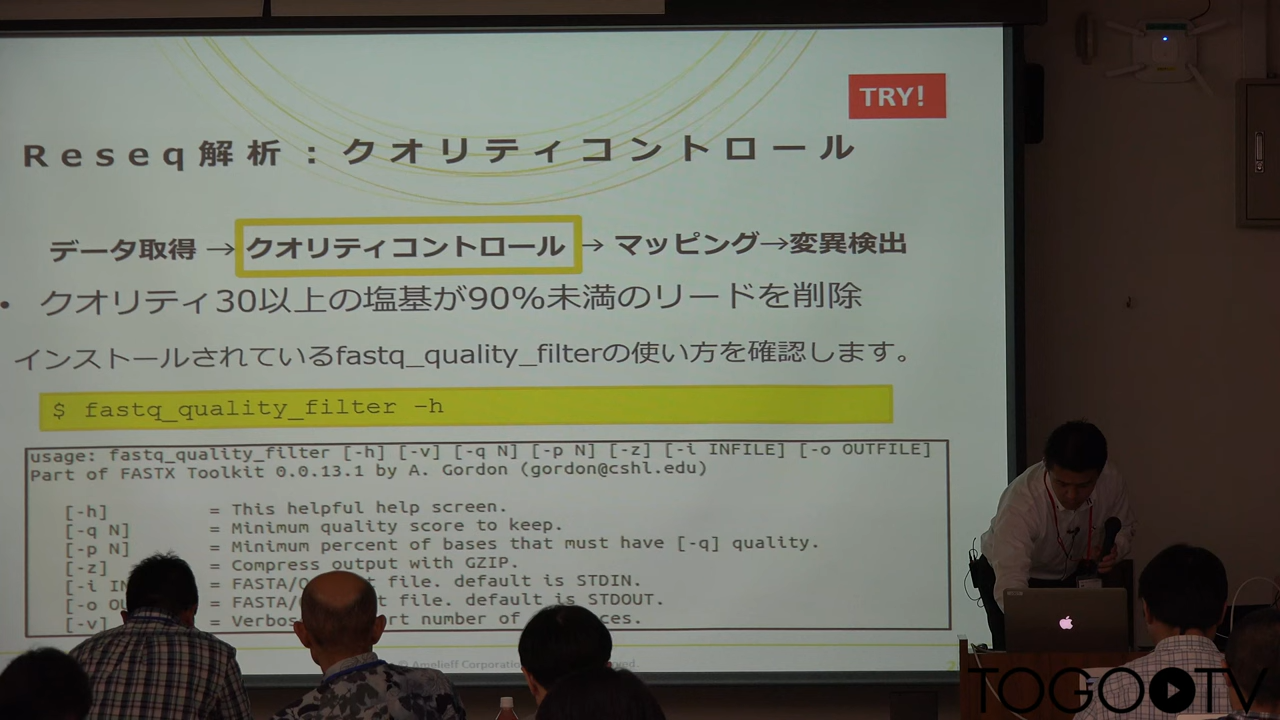 TRY!
Reseq解析：クオリティコントロール
データ取得 → クオリティコントロール → マッピング→変異検出
• クオリティ30以上の塩基が90%未満のリードを削除
インストールされているfastq_quality_filterの使い方を確認します。
$ fastq_quality_filter –h
usage: fastq_quality_filter [-h] [-v] [-q N] [-p N] [-z] [-i INFILE] [-o OUTFILE]
Part of FASTX Toolkit 0.0.13.1 by A. Gordon (gordon@cshl.edu)
[-h] = This helpful help screen.
[-q N] = Minimum quality score to keep.
[-p N] = Minimum percent of bases that must have [-q] quality.
[-z] = Compress output with GZIP.
[-i = file. default is STDIN.
[-o = file. default is STDOUT.
[-v] = number of
© Amelieff
TOGO TV